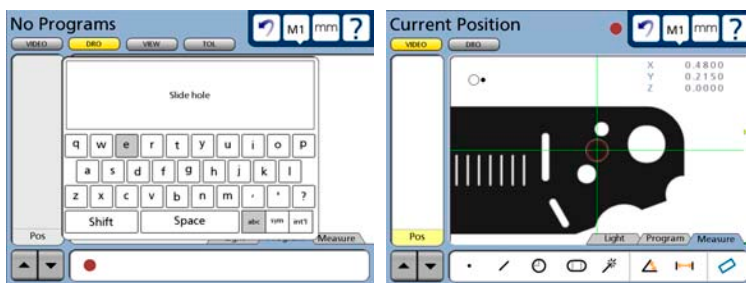 No Programs
M1 mm ?
VIDEO DRO VIEW TOL
Slide hole
q w e r t y u i o p
a s d f g h j k l
z x c v b n m , ?
Shift Space abc sym int'l
Pos
Measure
Current Position
M1 mm ?
VIDEO DRO
X 0.4800
Y 0.2150
Z 0.0000
Pos
Light Program Measure